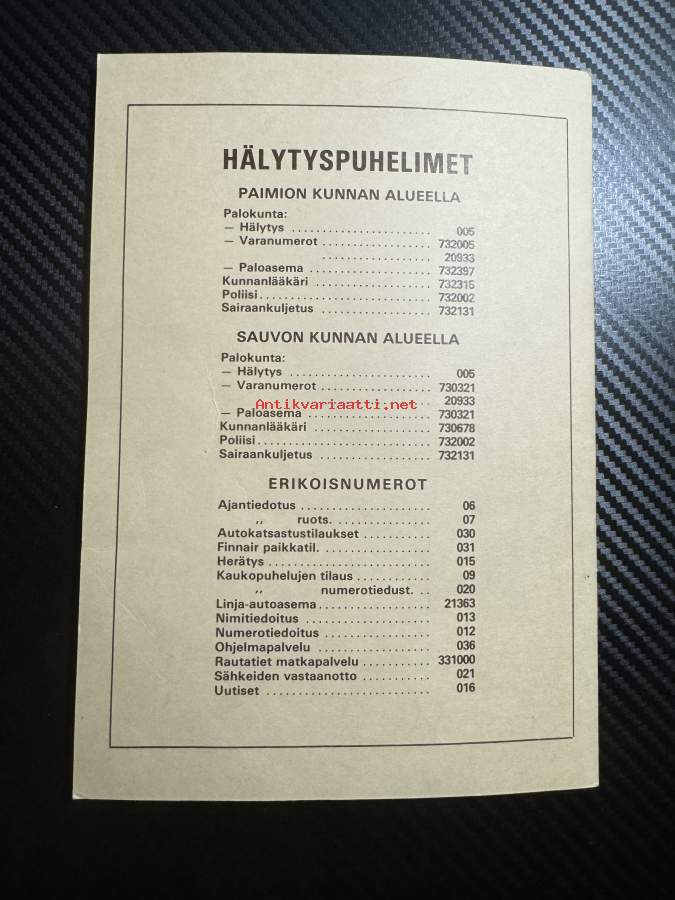 HÄLYTYSPUHELIMET
PAIMION KUNNAN ALUEELLA
Palokunta:
— Hälytys ....................... 005
— Varanumerot .................. 732005
.................. 20933
— Paloasema .................... 732397
Kunnanlääkäri ................... 732315
Poliisi ............................ 732002
Sairaankuljetus .................. 732131
SAUVON KUNNAN ALUEELLA
Palokunta:
— Hälytys ....................... 005
— Varanumerot .................. 730321
.................. 20933
Antikvariaatti.net
— Paloasema .................... 730321
Kunnanlääkäri ................... 730678
Poliisi ............................ 732002
Sairaankuljetus .................. 732131
ERIKOISNUMEROT
Ajantiedotus ..................... 06
,, ruots. ................ 07
Autokatsastustilaukset ........... 030
Finnair paikkatil. .................. 031
Herätys ........................... 015
Kaukopuhelujen tilaus ............ 09
,, numerotiedust. .. 020
Linja-autoasema .................. 21363
Nimitiedoitus ..................... 013
Numerotiedoitus .................. 012
Ohjelmapalvelu ................... 036
Rautatiet matkapalvelu ........... 331000
Sähkeiden vastaanotto ........... 021
Uutiset ........................... 016